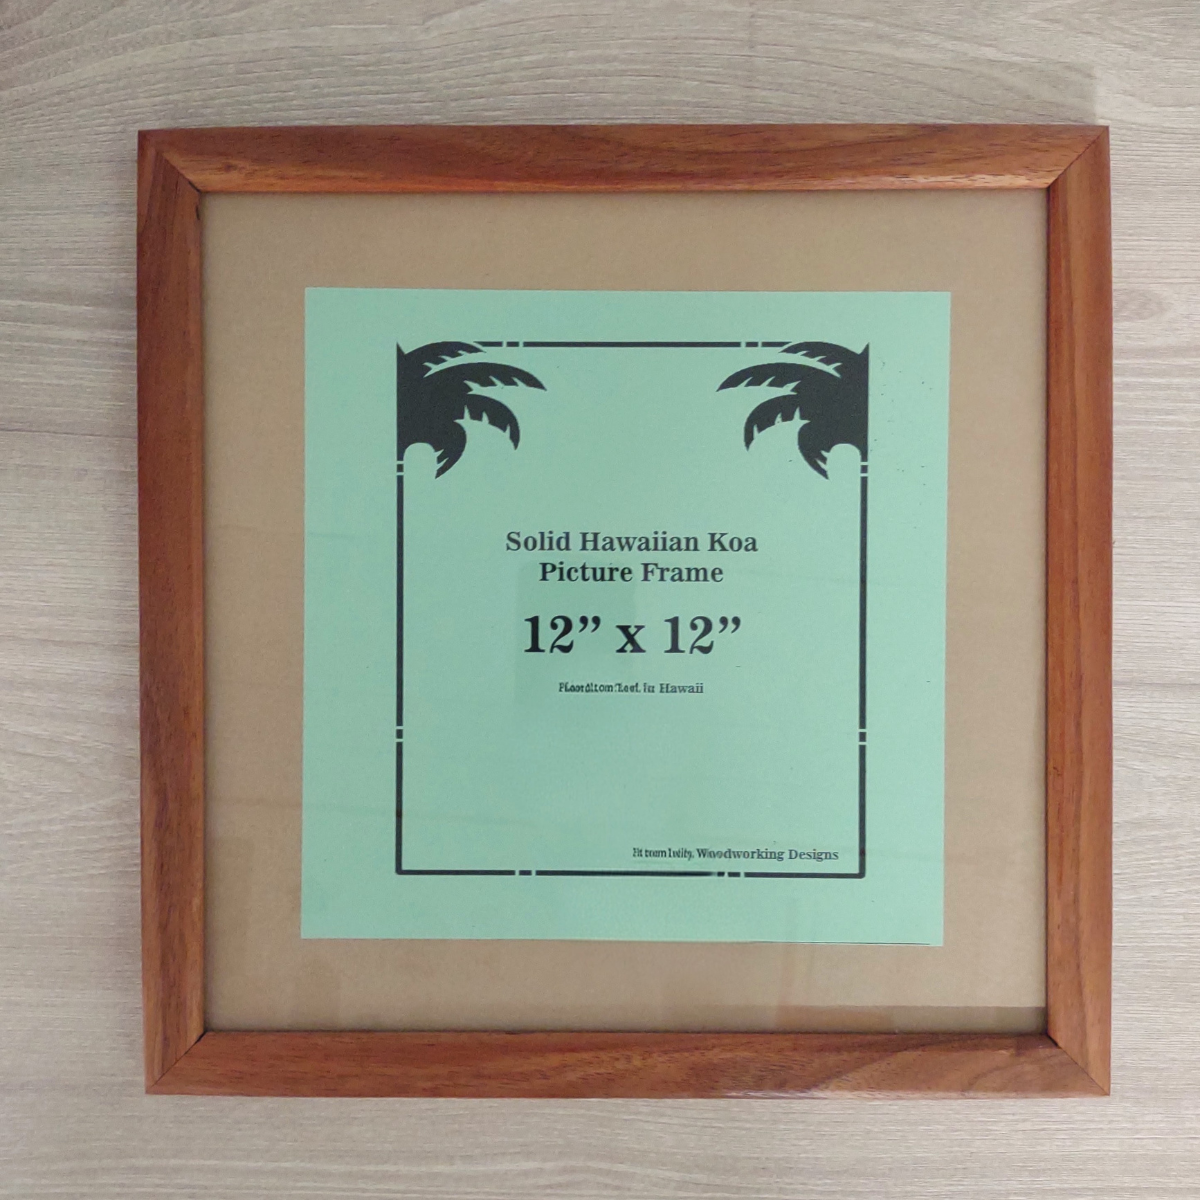 Solid Hawaiian Koa
Picture Frame
12” x 12”
Hawaii
Woodworking Designs